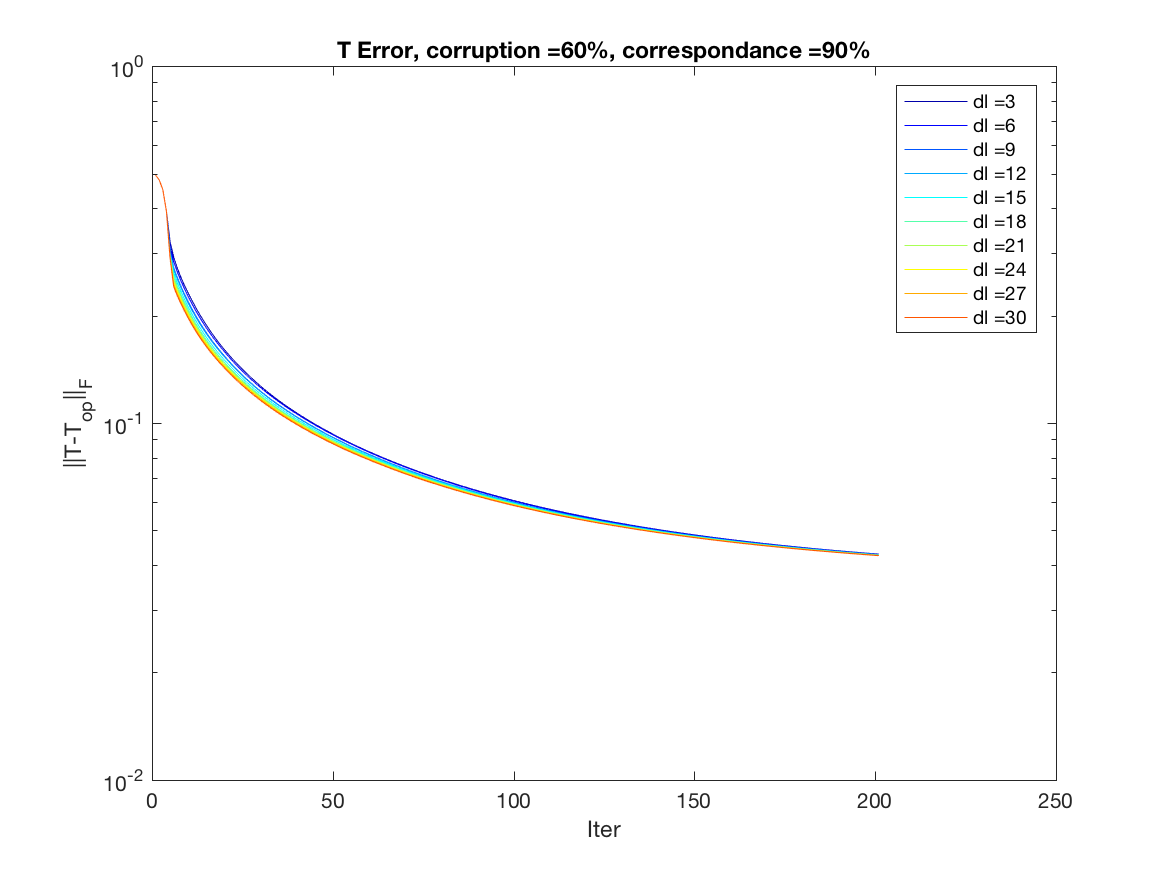 T Error, corruption =60%, correspondance =90%
10^0
10^-1
10^-2
||T-T_op||_F
0 50 100 150 200 250
Iter
dl =3
dl =6
dl =9
dl =12
dl =15
dl =18
dl =21
dl =24
dl =27
dl =30